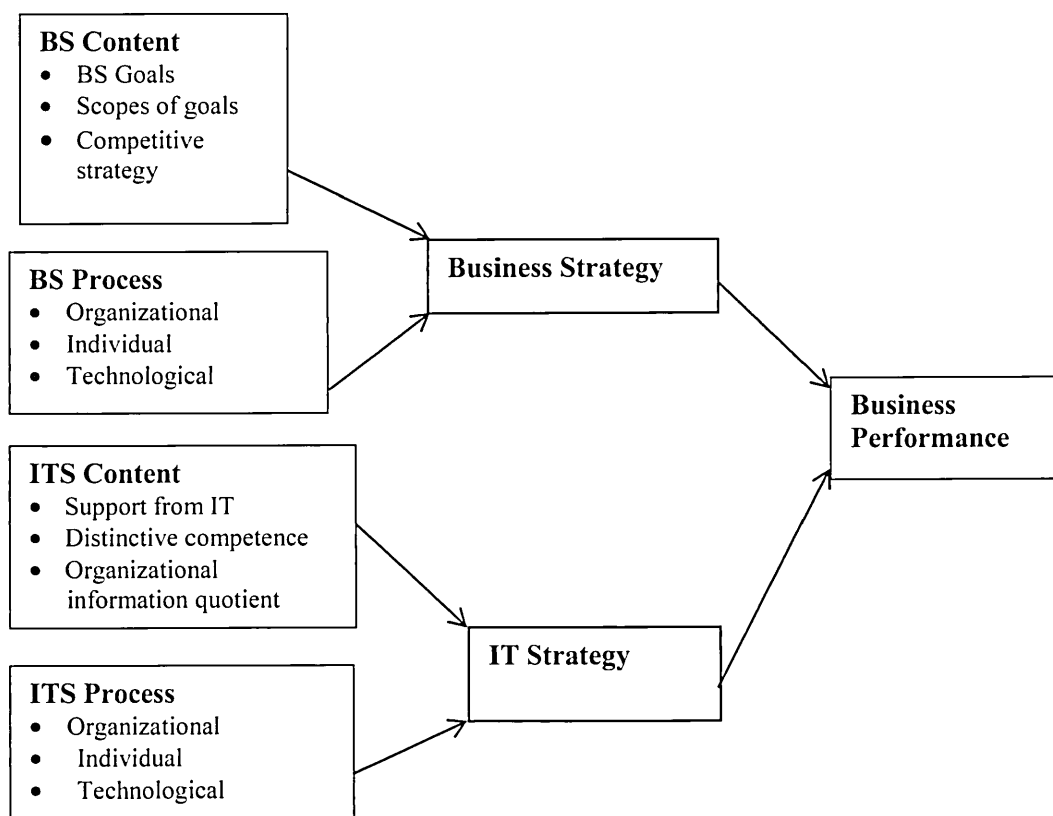 BS Content
• BS Goals
• Scopes of goals
• Competitive
strategy
BS Process
• Organizational
• Individual
• Technological
ITS Content
• Support from IT
• Distinctive competence
• Organizational
information quotient
ITS Process
• Organizational
• Individual
• Technological
Business Strategy
IT Strategy
Business
Performance